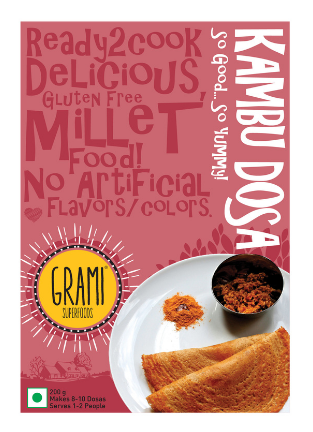 Ready2cook
Delicious,
Gluten Free
Millet
Food!
No Artificial
Flavors/colors.
KAMBU DOSA
So Good... So Yummy!
GRAMI
SUPERFOODS
200 g
Makes 8-10 Dosas
Serves 1-2 People